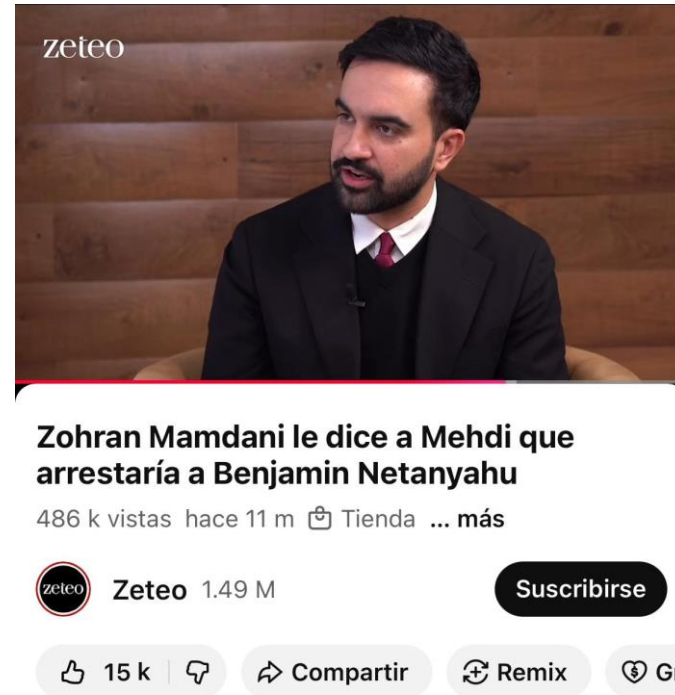 zeteo
Zohran Mamdani le dice a Mehdi que
arrestaría a Benjamin Netanyahu
486 k vistas hace 11 m Tienda ... más
zeteo Zeteo 1.49 M Suscribirse
15 k Compartir Remix G